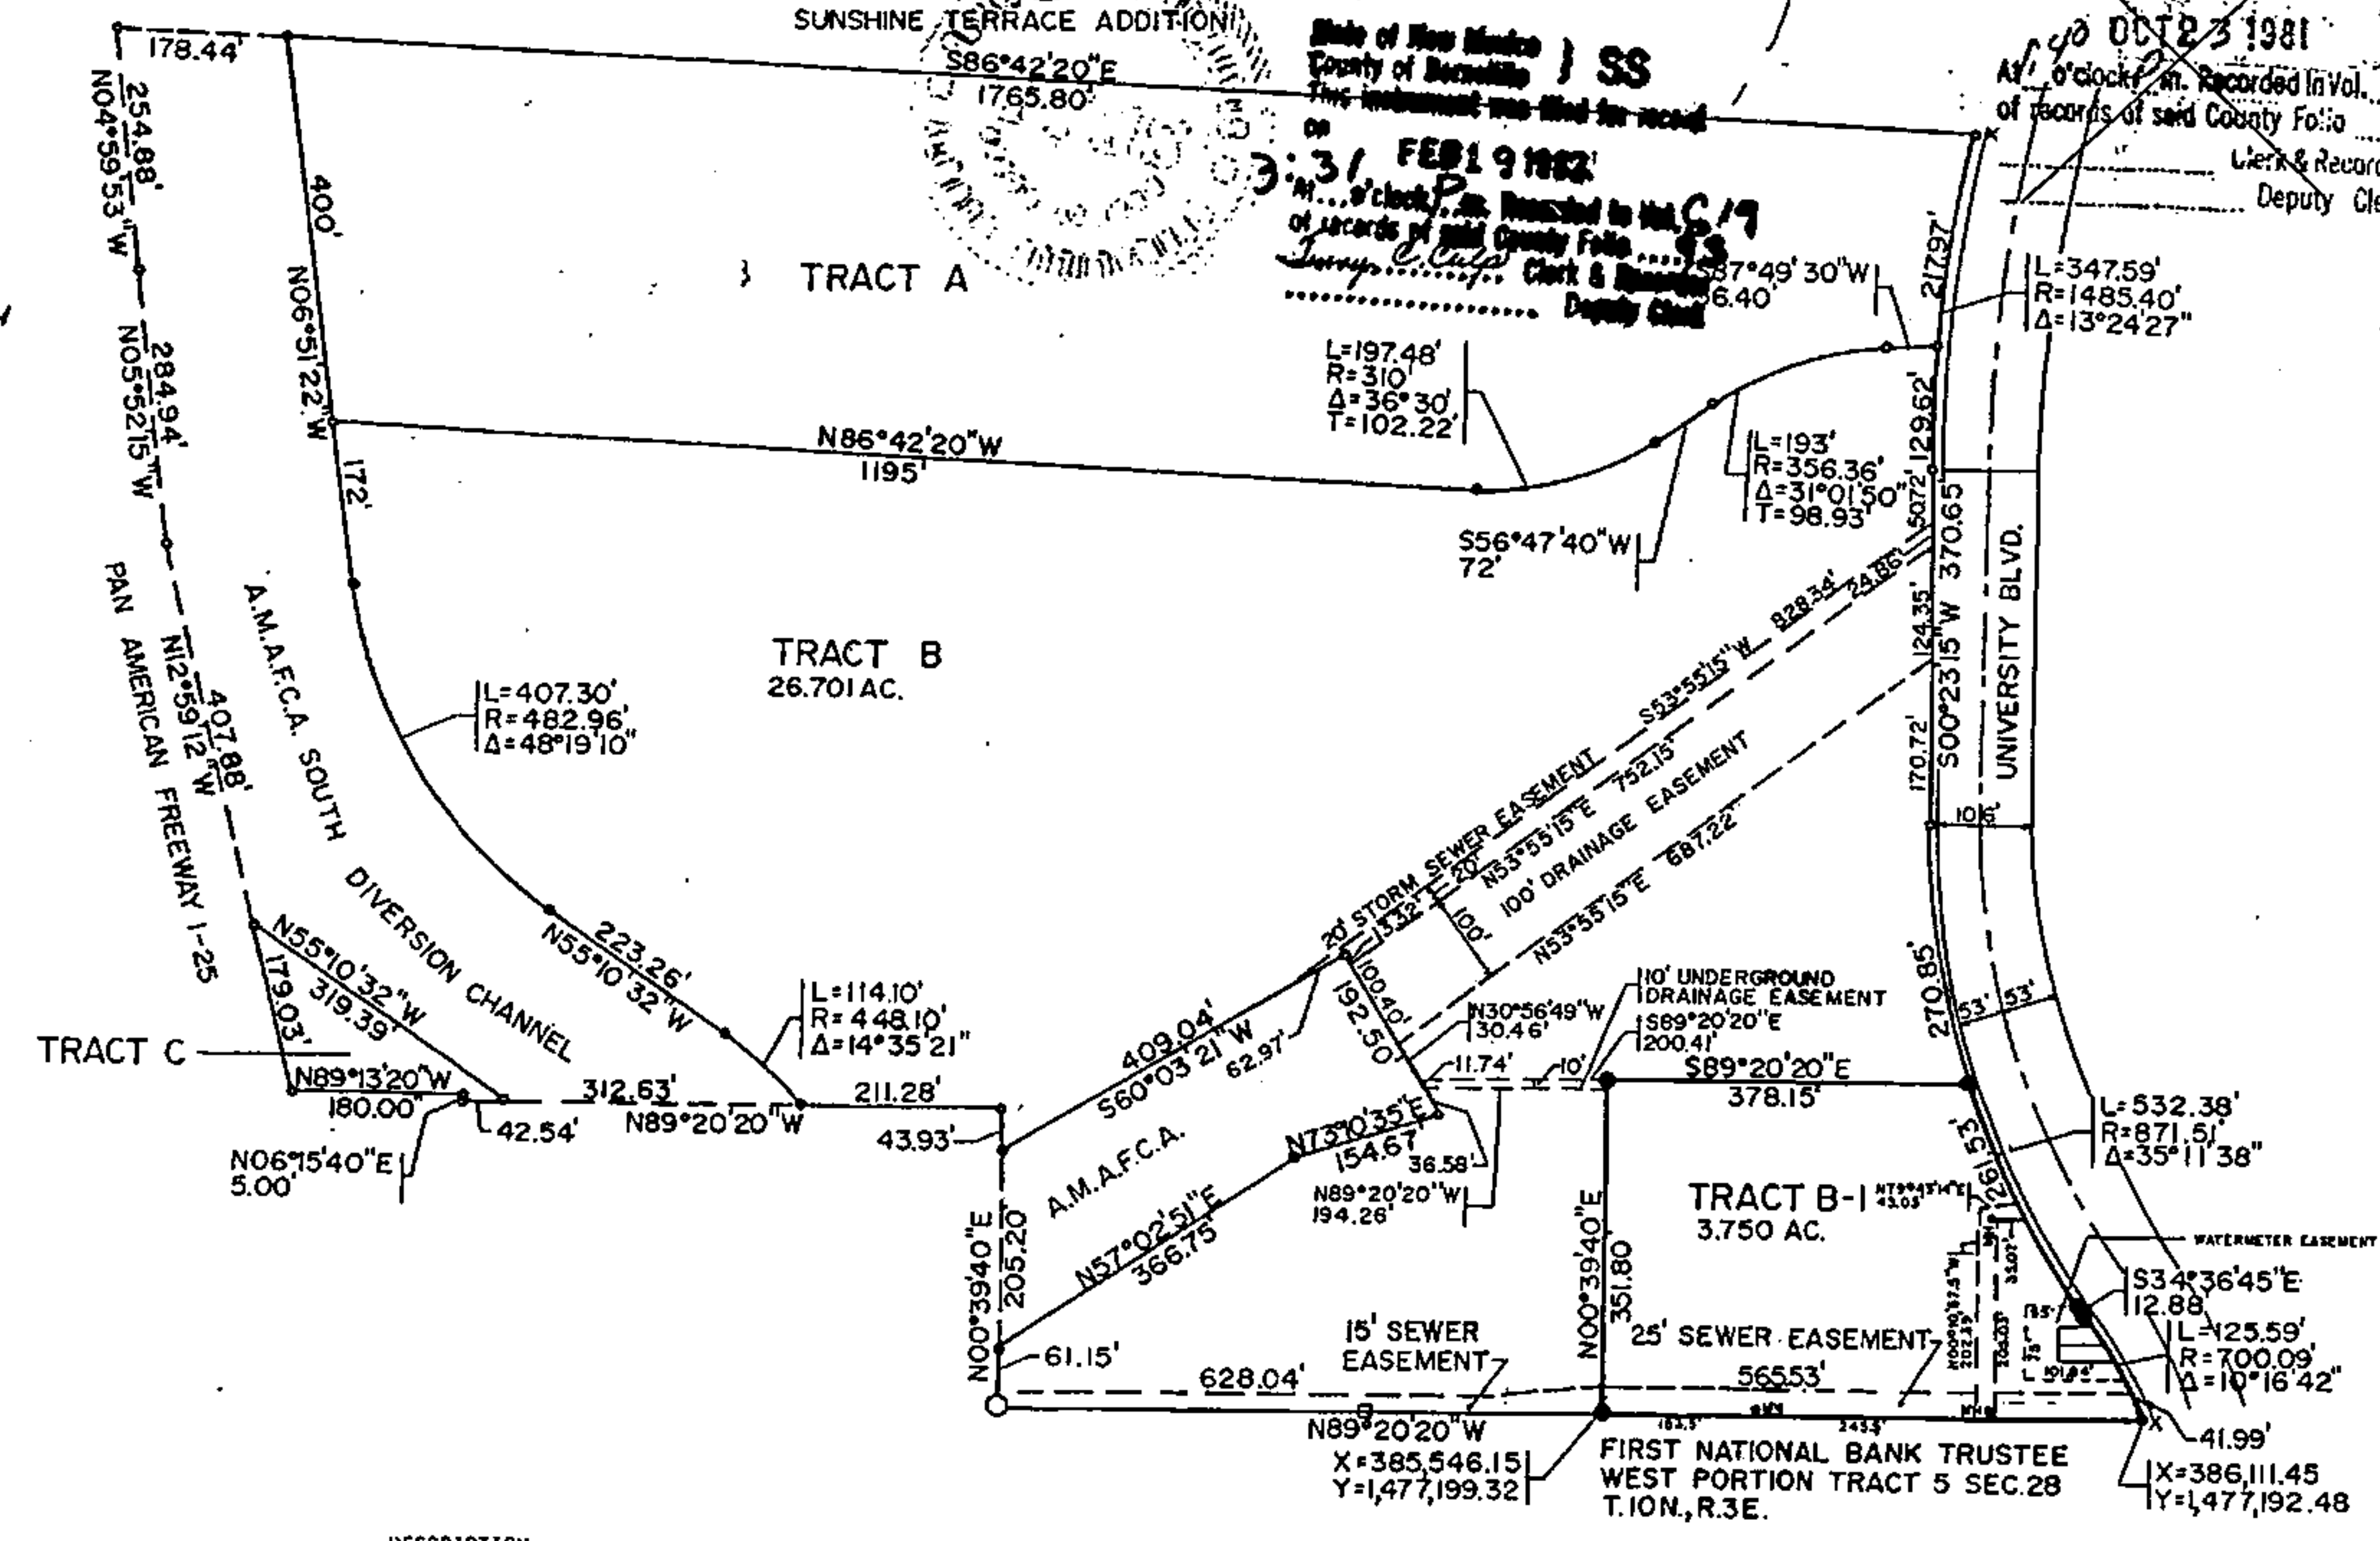 SUNSHINE TERRACE ADDITION
178.44'
S86°42'20"E
1765.80'
254.88'
N04°59'53"W
State of New Mexico } SS
County of Bernalillo
This instrument was filed for record
on
3:31 FEB 19 1982
At ... o'clock P m. Recorded in Vol. C19
of records of said County Folio
Clerk & Recorder
Deputy Clerk
OCT 23 1981
At o'clock m. Recorded in Vol.
of records of said County Folio
Clerk & Record
Deputy Cle
400'
N06°51'22"W
TRACT A
217.97'
L=347.59'
R=1485.40'
Δ=13°24'27"
S87°49'30"W
6.40'
L=197.48'
R=310'
Δ=36°30'
T=102.22'
284.94'
N05°52'15"W
N86°42'20"W
1195'
172'
L=193'
R=356.36'
Δ=31°01'50"
T=98.93'
129.62'
50.72'
S56°47'40"W
72'
PAN AMERICAN FREEWAY I-25
407.88'
N12°59'12"W
A.M.A.F.C.A. SOUTH DIVERSION CHANNEL
TRACT B
26.701 AC.
L=407.30'
R=482.96'
Δ=48°19'10"
S53°55'15"W 828.34'
24.86'
124.35'
S00°23'15"W 370.65
UNIVERSITY BLVD.
170.72'
106'
20' STORM SEWER EASEMENT
20'
13.32'
N53°55'15"E 752.15'
100' DRAINAGE EASEMENT
100'
N53°55'15"E 687.22'
223.26'
N55°10'32"W
N55°10'32"W
319.39'
179.03'
TRACT C
L=114.10'
R=448.10'
Δ=14°35'21"
409.04'
S60°03'21"W
62.97'
100.40'
192.50'
N30°56'49"W
30.46'
10' UNDERGROUND
DRAINAGE EASEMENT
S89°20'20"E
200.41'
270.85'
53' 53'
N89°13'20"W
180.00'
312.63'
N89°20'20"W
211.28'
43.93'
42.54'
N06°15'40"E
5.00'
11.74'
10'
S89°20'20"E
378.15'
A.M.A.F.C.A.
N73°10'35"E
154.67'
36.58'
N89°20'20"W
194.26'
261.53'
L=532.38'
R=871.51'
Δ=35°11'38"
TRACT B-1
3.750 AC.
WATERMETER EASEMENT
N00°39'40"E
205.20'
N57°02'51"E
366.75'
N00°39'40"E
351.80'
S34°36'45"E
12.88'
L=125.59'
R=700.09'
Δ=10°16'42"
61.15'
15' SEWER
EASEMENT
25' SEWER EASEMENT
628.04'
565.53'
N89°20'20"W
41.99'
X=385,546.15
Y=1,477,199.32
FIRST NATIONAL BANK TRUSTEE
WEST PORTION TRACT 5 SEC.28
T.10N.,R.3E.
X=386,111.45
Y=1,477,192.48